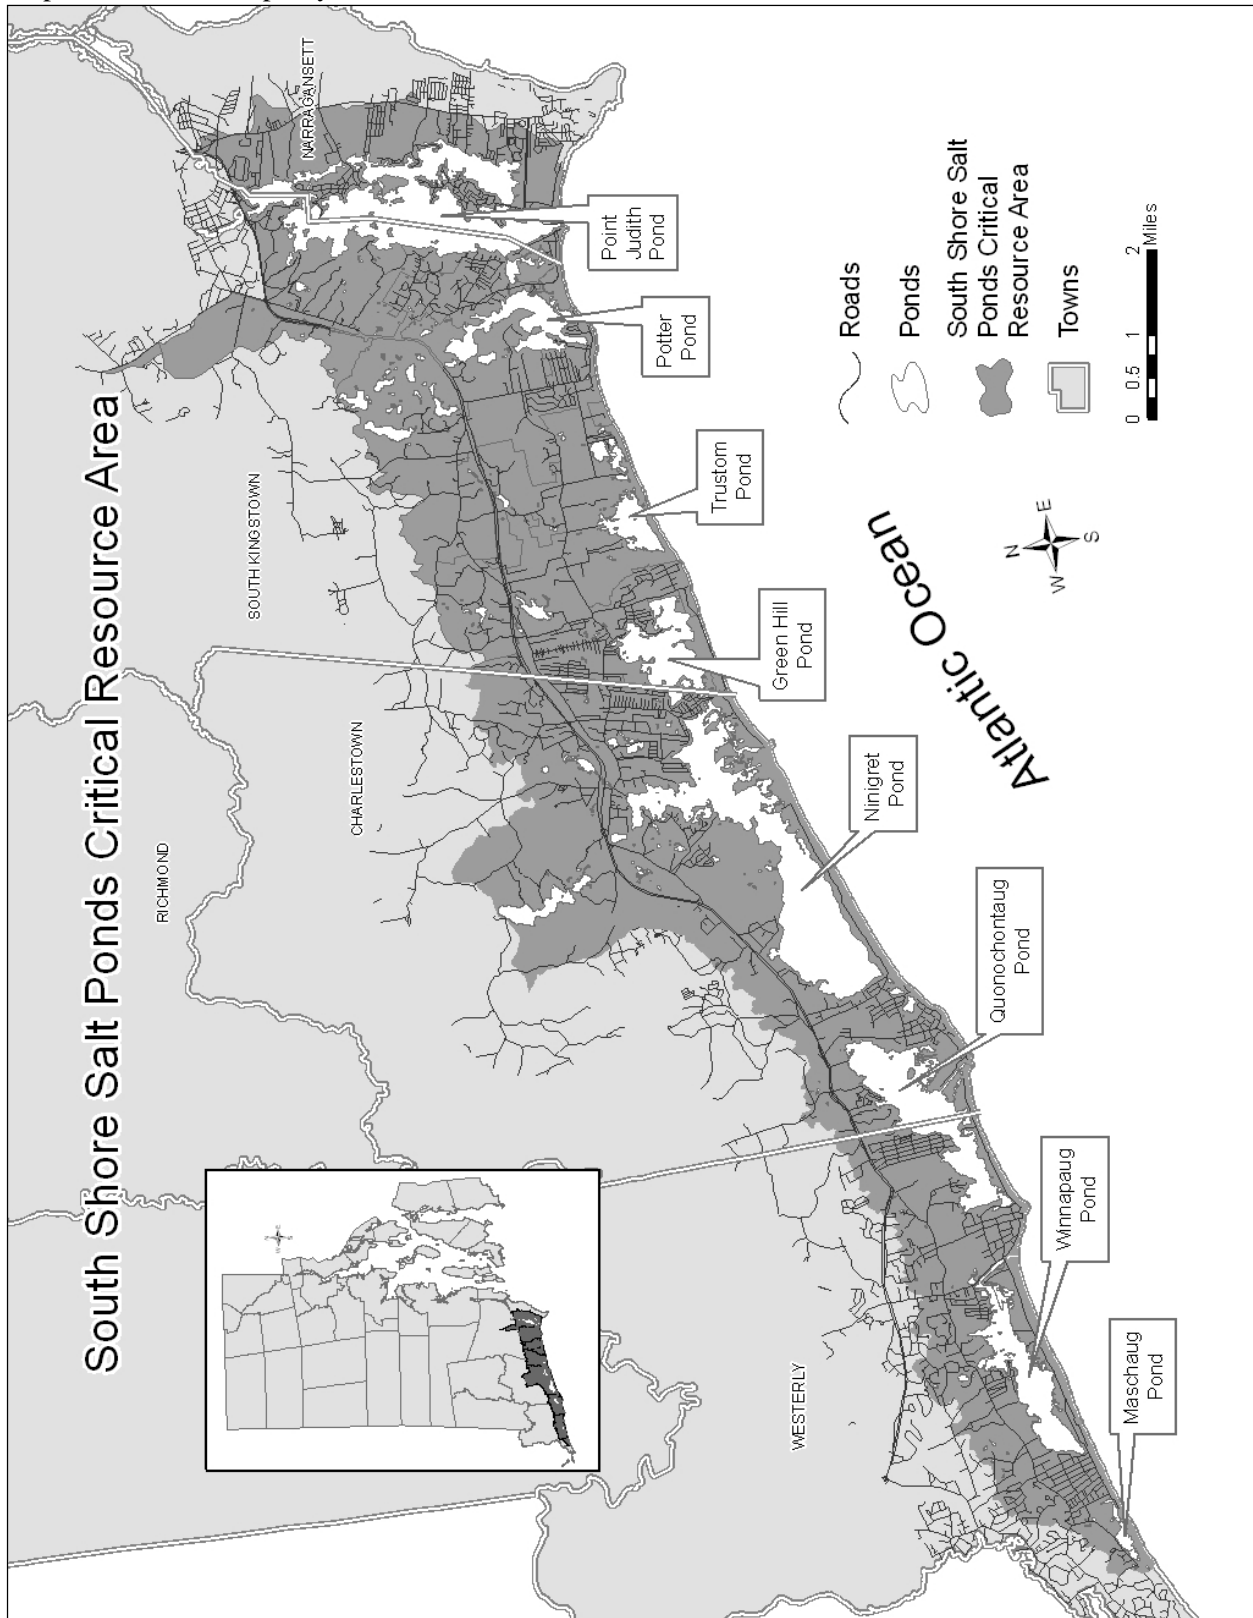 South Shore Salt Ponds Critical Resource Area
RICHMOND
SOUTH KINGSTOWN
NARRAGANSETT
CHARLESTOWN
WESTERLY
Point
Judith
Pond
Potter
Pond
Trustom
Pond
Green Hill
Pond
Ninigret
Pond
Quonochontaug
Pond
Winnapaug
Pond
Maschaug
Pond
Atlantic Ocean
N
W
E
S
Roads
Ponds
South Shore Salt
Ponds Critical
Resource Area
Towns
0 0.5 1 2
Miles